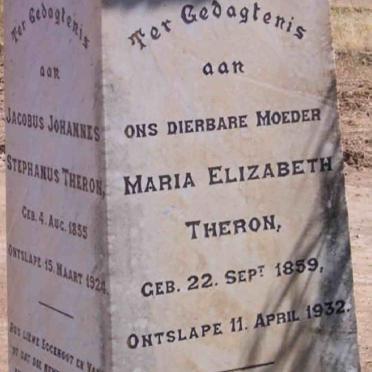 Ter Gedagtenis
aan
Jacobus Johannes
Stephanus Theron,
Geb. 4. Aug. 1855
Ontslape 15. Maart 1924.
Ter Gedagtenis
aan
ons dierbare Moeder
Maria Elizabeth
Theron,
Geb. 22. Sept. 1859,
Ontslape 11. April 1932.